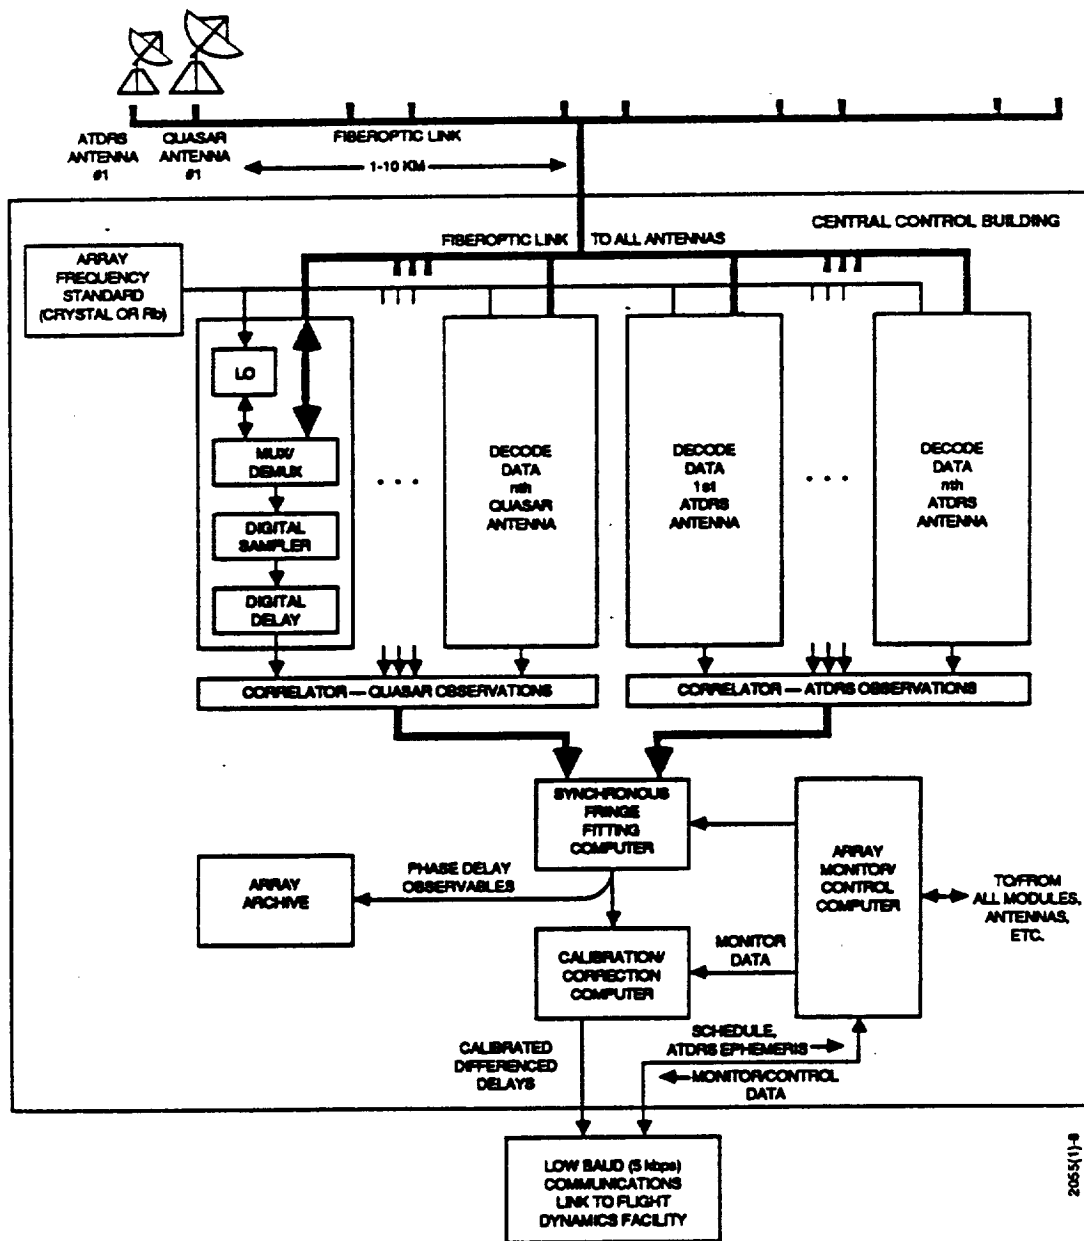 ATDRS
ANTENNA
#1
QUASAR
ANTENNA
#1
FIBEROPTIC LINK
1-10 KM
CENTRAL CONTROL BUILDING
FIBEROPTIC LINK TO ALL ANTENNAS
ARRAY
FREQUENCY
STANDARD
(CRYSTAL OR Rb)
LO
MUX/
DEMUX
DIGITAL
SAMPLER
DIGITAL
DELAY
. . .
DECODE
DATA
nth
QUASAR
ANTENNA
DECODE
DATA
1st
ATDRS
ANTENNA
. . .
DECODE
DATA
nth
ATDRS
ANTENNA
CORRELATOR — QUASAR OBSERVATIONS
CORRELATOR — ATDRS OBSERVATIONS
SYNCHRONOUS
FRINGE
FITTING
COMPUTER
PHASE DELAY
OBSERVABLES
ARRAY
ARCHIVE
ARRAY
MONITOR/
CONTROL
COMPUTER
TO/FROM
ALL MODULES,
ANTENNAS,
ETC.
MONITOR
DATA
CALIBRATION/
CORRECTION
COMPUTER
CALIBRATED
DIFFERENCED
DELAYS
SCHEDULE,
ATDRS EPHEMERIS
MONITOR/CONTROL
DATA
LOW BAUD (5 kbps)
COMMUNICATIONS
LINK TO FLIGHT
DYNAMICS FACILITY
2055(1)-8